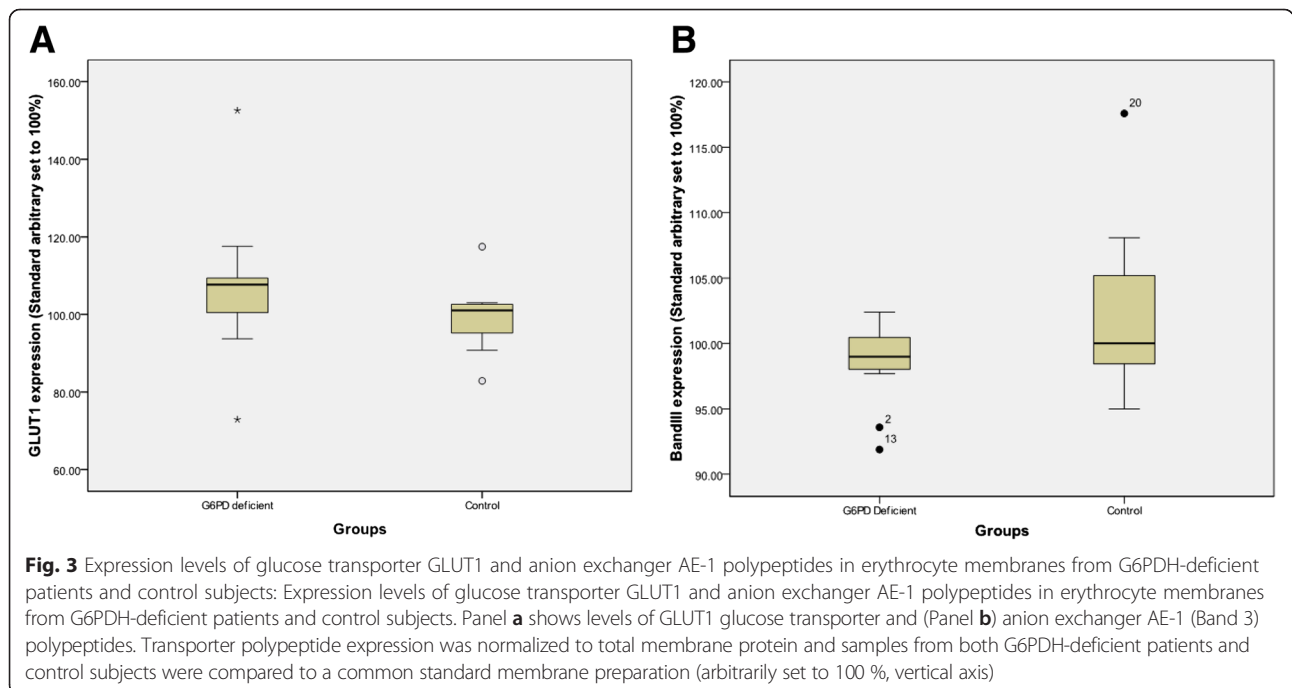 A
GLUT1 expression (Standard arbitrary set to 100%)
160.00
140.00
120.00
100.00
80.00
60.00
*
*
G6PD deficient
Control
Groups
B
BandIII expression (Standard arbitrary set to 100%)
120.00
115.00
110.00
105.00
100.00
95.00
90.00
20
2
13
G6PD Deficient
Control
Groups
Fig. 3 Expression levels of glucose transporter GLUT1 and anion exchanger AE-1 polypeptides in erythrocyte membranes from G6PDH-deficient
patients and control subjects: Expression levels of glucose transporter GLUT1 and anion exchanger AE-1 polypeptides in erythrocyte membranes
from G6PDH-deficient patients and control subjects. Panel a shows levels of GLUT1 glucose transporter and (Panel b) anion exchanger AE-1 (Band 3)
polypeptides. Transporter polypeptide expression was normalized to total membrane protein and samples from both G6PDH-deficient patients and
control subjects were compared to a common standard membrane preparation (arbitrarily set to 100 %, vertical axis)